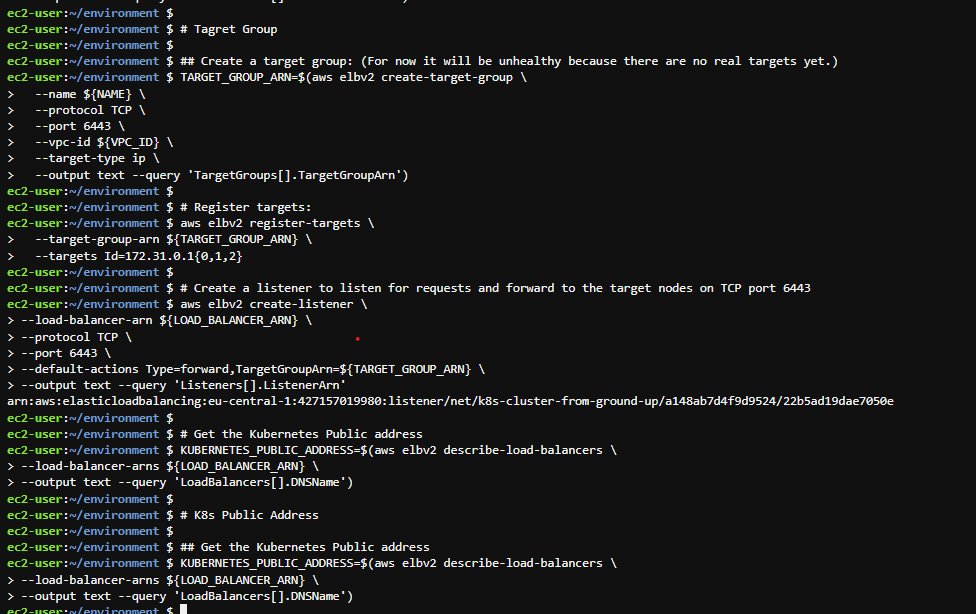 ec2-user:~/environment $
ec2-user:~/environment $ # Tagret Group
ec2-user:~/environment $
ec2-user:~/environment $ ## Create a target group: (For now it will be unhealthy because there are no real targets yet.)
ec2-user:~/environment $ TARGET_GROUP_ARN=$(aws elbv2 create-target-group \
>   --name ${NAME} \
>   --protocol TCP \
>   --port 6443 \
>   --vpc-id ${VPC_ID} \
>   --target-type ip \
>   --output text --query 'TargetGroups[].TargetGroupArn')
ec2-user:~/environment $
ec2-user:~/environment $ # Register targets:
ec2-user:~/environment $ aws elbv2 register-targets \
>   --target-group-arn ${TARGET_GROUP_ARN} \
>   --targets Id=172.31.0.1{0,1,2}
ec2-user:~/environment $
ec2-user:~/environment $ # Create a listener to listen for requests and forward to the target nodes on TCP port 6443
ec2-user:~/environment $ aws elbv2 create-listener \
> --load-balancer-arn ${LOAD_BALANCER_ARN} \
> --protocol TCP \
> --port 6443 \
> --default-actions Type=forward,TargetGroupArn=${TARGET_GROUP_ARN} \
> --output text --query 'Listeners[].ListenerArn'
arn:aws:elasticloadbalancing:eu-central-1:427157019980:listener/net/k8s-cluster-from-ground-up/a148ab7d4f9d9524/22b5ad19dae7050e
ec2-user:~/environment $
ec2-user:~/environment $ # Get the Kubernetes Public address
ec2-user:~/environment $ KUBERNETES_PUBLIC_ADDRESS=$(aws elbv2 describe-load-balancers \
> --load-balancer-arns ${LOAD_BALANCER_ARN} \
> --output text --query 'LoadBalancers[].DNSName')
ec2-user:~/environment $
ec2-user:~/environment $ # K8s Public Address
ec2-user:~/environment $
ec2-user:~/environment $ ## Get the Kubernetes Public address
ec2-user:~/environment $ KUBERNETES_PUBLIC_ADDRESS=$(aws elbv2 describe-load-balancers \
> --load-balancer-arns ${LOAD_BALANCER_ARN} \
> --output text --query 'LoadBalancers[].DNSName')
ec2-user:~/environment $